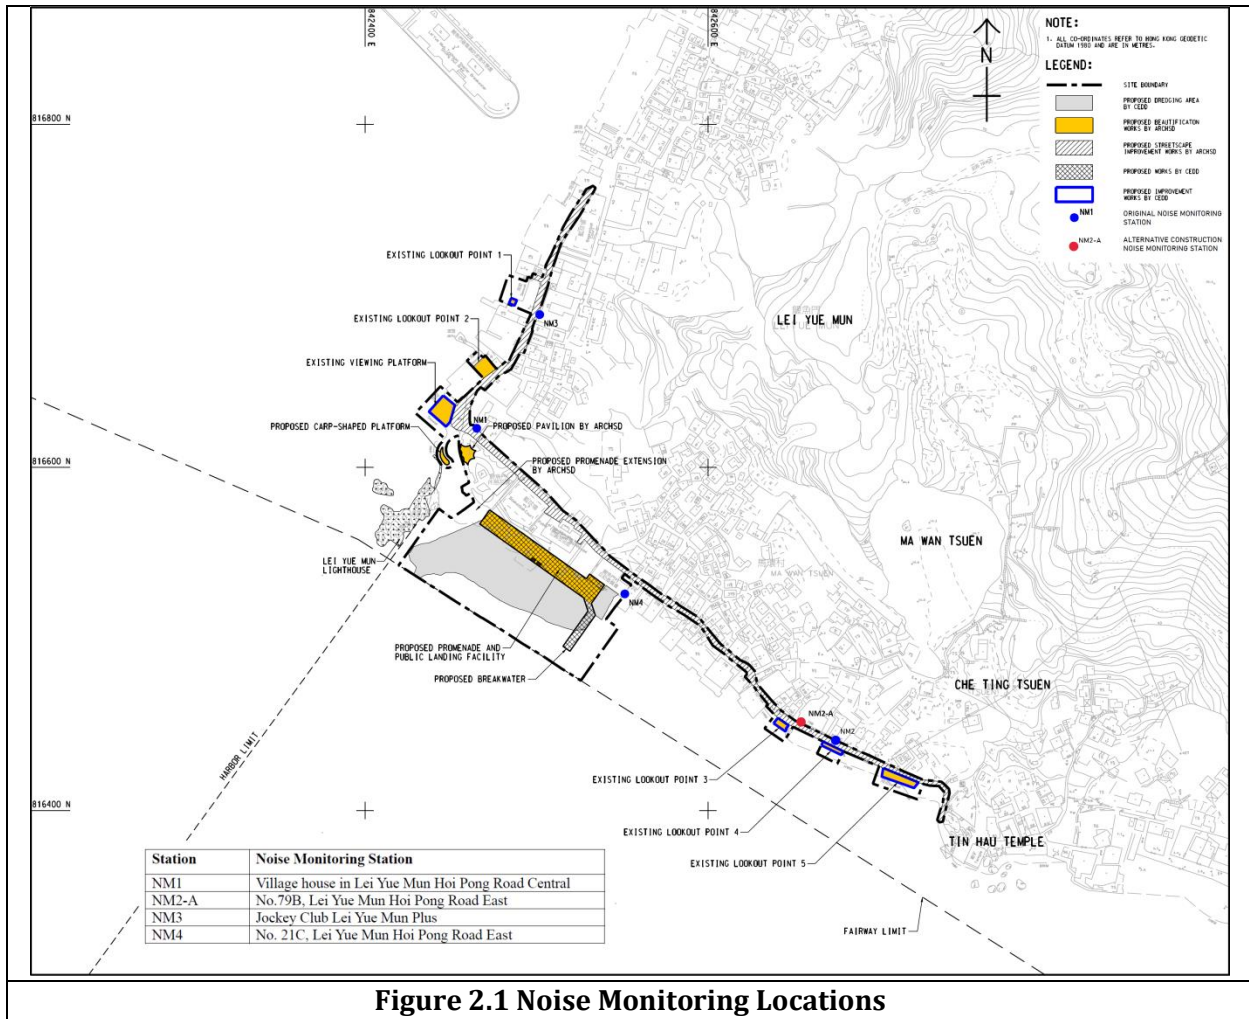 842400 E
842600 E
816800 N
816600 N
816400 N
N
NOTE:
1. ALL CO-ORDINATES REFER TO HONG KONG GEODETIC
DATUM 1980 AND ARE IN METRES.
LEGEND:
SITE BOUNDARY
PROPOSED DREDGING AREA
BY CEDD
PROPOSED BEAUTIFICATON
WORKS BY ARCHSD
PROPOSED STREETSCAPE
IMPROVEMENT WORKS BY ARCHSD
PROPOSED WORKS BY CEDD
PROPOSED IMPROVEMENT
WORKS BY CEDD
NM1
ORIGINAL NOISE MONITORING
STATION
NM2-A
ALTERNATIVE CONSTRUCTION
NOISE MONITORING STATION
EXISTING LOOKOUT POINT 1
EXISTING LOOKOUT POINT 2
NM3
LEI YUE MUN
LEI YUE MUN
EXISTING VIEWING PLATFORM
PROPOSED CARP-SHAPED PLATFORM
NM1
PROPOSED PAVILION BY ARCHSD
PROPOSED PROMENADE EXTENSION
BY ARCHSD
MA WAN TSUEN
MA WAN TSUEN
LEI YUE MUN
LIGHTHOUSE
NM4
PROPOSED PROMENADE AND
PUBLIC LANDING FACILITY
PROPOSED BREAKWATER
CHE TING TSUEN
NM2-A
NM2
HARBOR LIMIT
EXISTING LOOKOUT POINT 3
EXISTING LOOKOUT POINT 4
TIN HAU TEMPLE
EXISTING LOOKOUT POINT 5
FAIRWAY LIMIT
Station Noise Monitoring Station
NM1 Village house in Lei Yue Mun Hoi Pong Road Central
NM2-A No.79B, Lei Yue Mun Hoi Pong Road East
NM3 Jockey Club Lei Yue Mun Plus
NM4 No. 21C, Lei Yue Mun Hoi Pong Road East
Figure 2.1 Noise Monitoring Locations